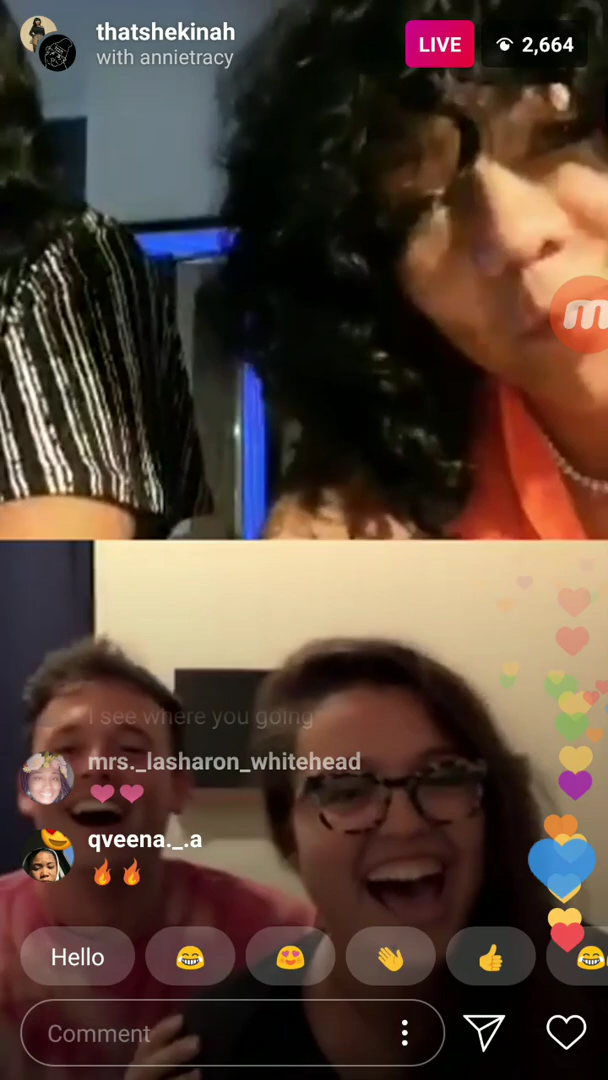 thatshekinah
with annietracy
LIVE
2,664
m
I see where you going
mrs._lasharon_whitehead
❤❤
qveena._.a
🔥🔥
Hello 😂 😍 👏 👍 😂
Comment